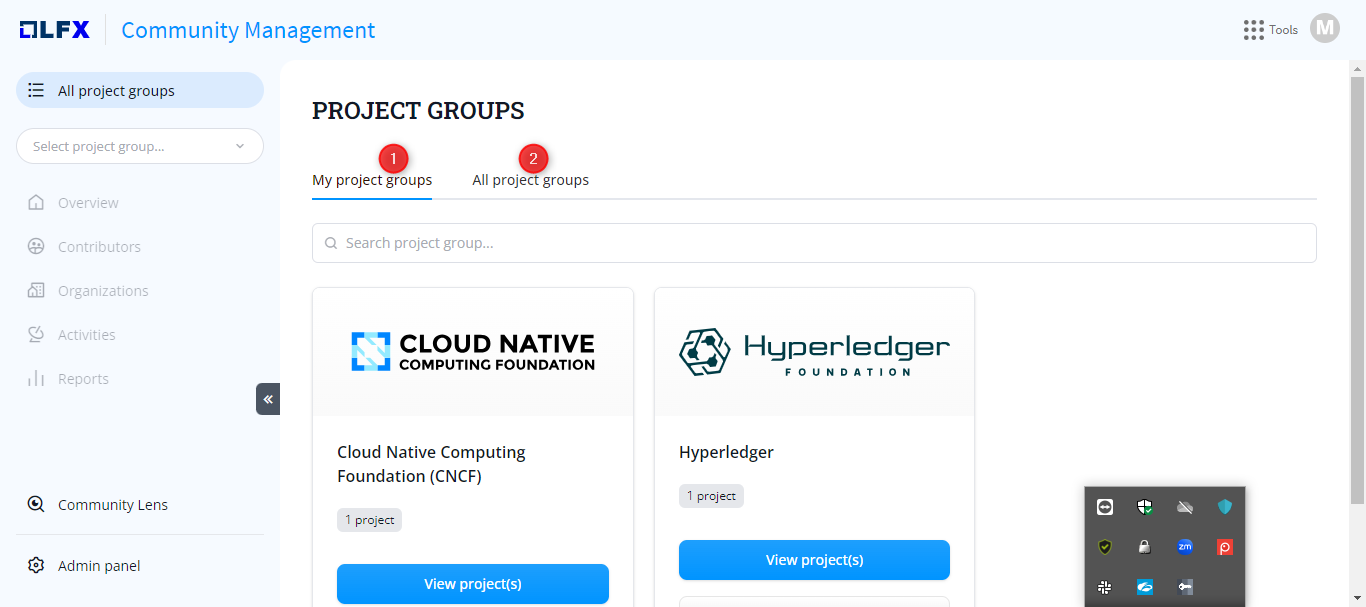 LFX
Community Management
Tools
M
All project groups
Select project group...
Overview
Contributors
Organizations
Activities
Reports
«
Community Lens
Admin panel
PROJECT GROUPS
1
2
My project groups
All project groups
Search project group...
CLOUD NATIVE
COMPUTING FOUNDATION
Cloud Native Computing
Foundation (CNCF)
1 project
View project(s)
Hyperledger
FOUNDATION
Hyperledger
1 project
View project(s)
zm